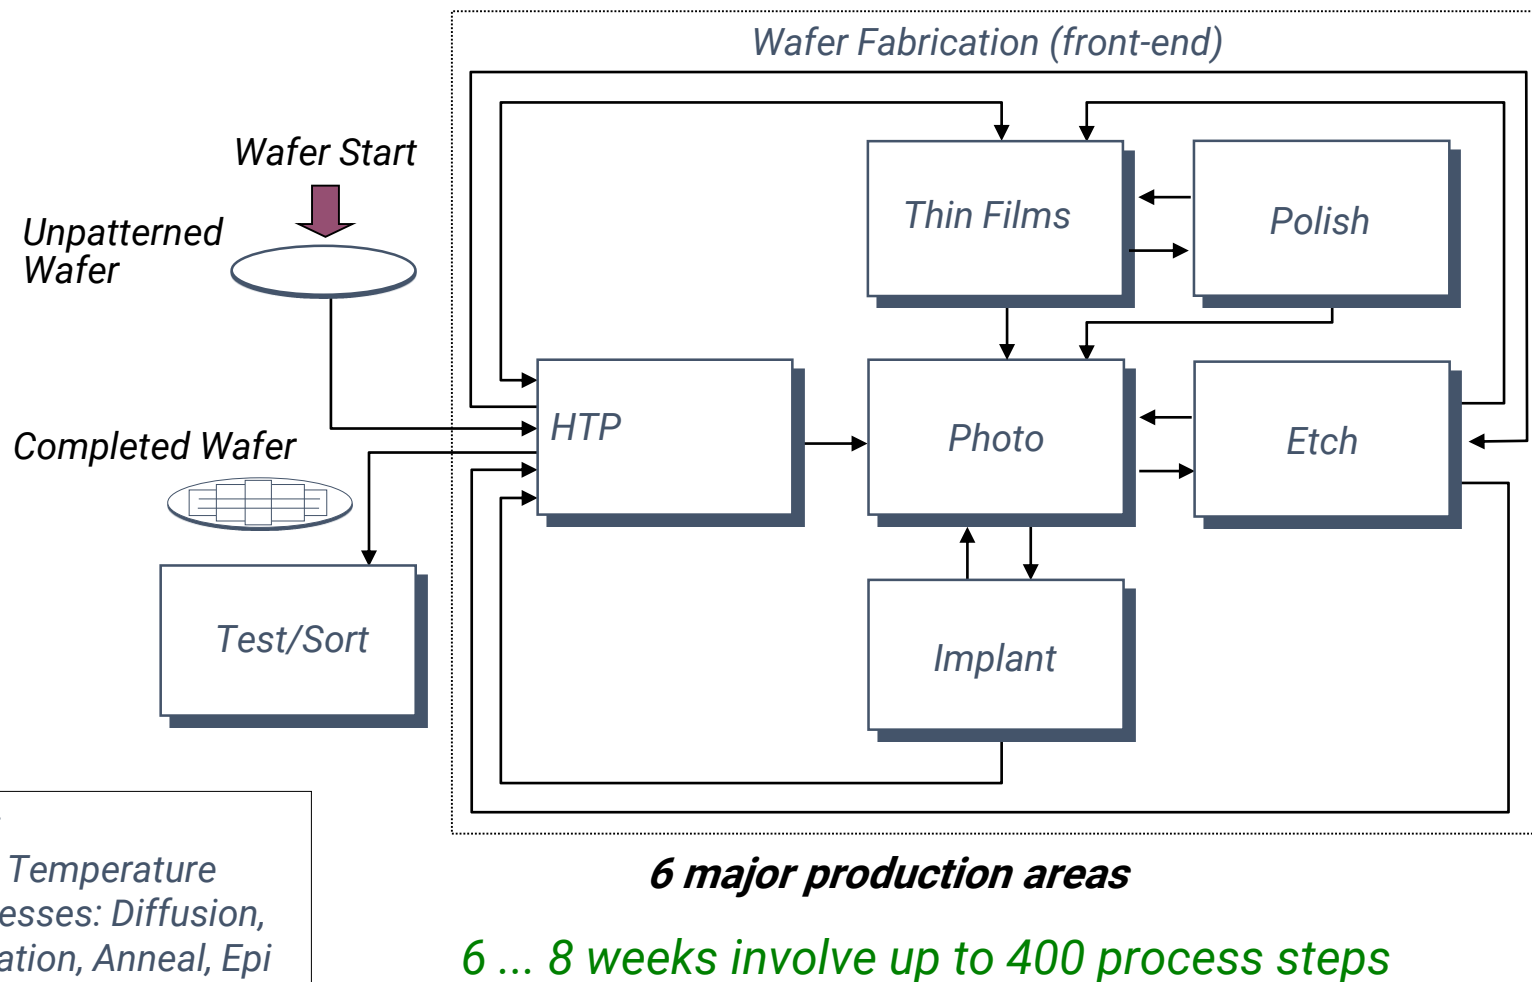 Wafer Fabrication (front-end)
Wafer Start
Unpatterned
Wafer
Thin Films
Polish
HTP
Photo
Etch
Completed Wafer
Test/Sort
Implant
Temperature
esses: Diffusion,
ation, Anneal, Epi
6 major production areas
6 ... 8 weeks involve up to 400 process steps